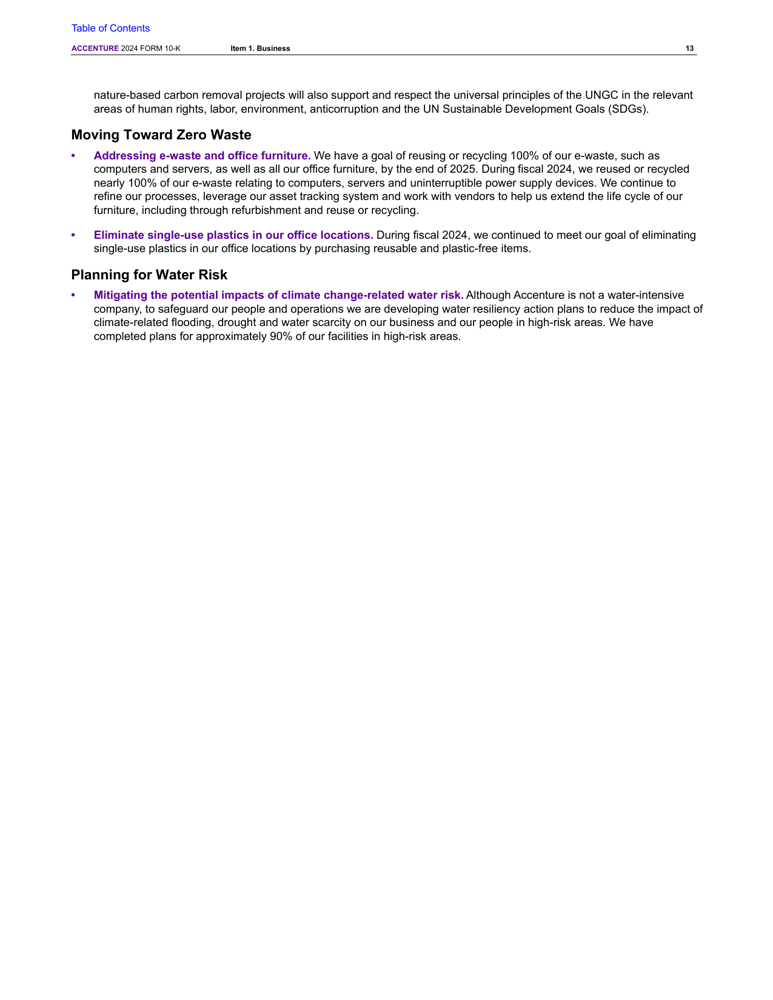 Table of Contents
ACCENTURE 2024 FORM 10-K Item 1. Business 13
nature-based carbon removal projects will also support and respect the universal principles of the UNGC in the relevant
areas of human rights, labor, environment, anticorruption and the UN Sustainable Development Goals (SDGs).
Moving Toward Zero Waste
• Addressing e-waste and office furniture. We have a goal of reusing or recycling 100% of our e-waste, such as
computers and servers, as well as all our office furniture, by the end of 2025. During fiscal 2024, we reused or recycled
nearly 100% of our e-waste relating to computers, servers and uninterruptible power supply devices. We continue to
refine our processes, leverage our asset tracking system and work with vendors to help us extend the life cycle of our
furniture, including through refurbishment and reuse or recycling.
• Eliminate single-use plastics in our office locations. During fiscal 2024, we continued to meet our goal of eliminating
single-use plastics in our office locations by purchasing reusable and plastic-free items.
Planning for Water Risk
• Mitigating the potential impacts of climate change-related water risk. Although Accenture is not a water-intensive
company, to safeguard our people and operations we are developing water resiliency action plans to reduce the impact of
climate-related flooding, drought and water scarcity on our business and our people in high-risk areas. We have
completed plans for approximately 90% of our facilities in high-risk areas.